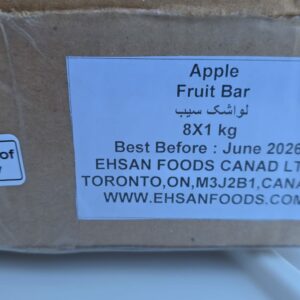 Apple
Fruit Bar
لواشک سیب
8X1 kg
Best Before : June 2026
EHSAN FOODS CANAD LT
TORONTO,ON,M3J2B1,CANA
WWW.EHSANFOODS.COM
of